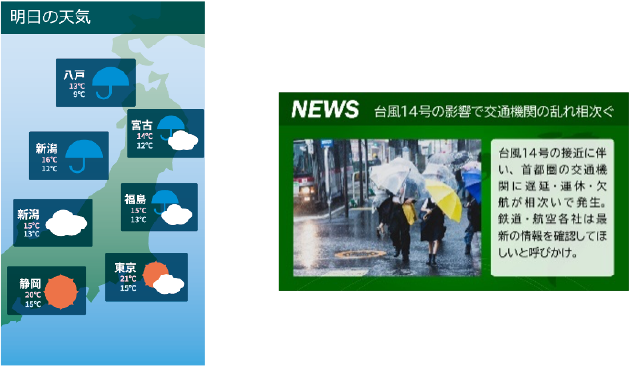 明日の天気
八戸
13℃
9℃
宮古
14℃
12℃
新潟
16℃
12℃
福島
15℃
13℃
新潟
15℃
13℃
東京
21℃
15℃
静岡
20℃
15℃
NEWS 台風14号の影響で交通機関の乱れ相次ぐ
台風14号の接近に伴
い、首都圏の交通機
関に遅延・運休・欠
航が相次いで発生。
鉄道・航空各社は最
新の情報を確認してほ
しいと呼びかけ。